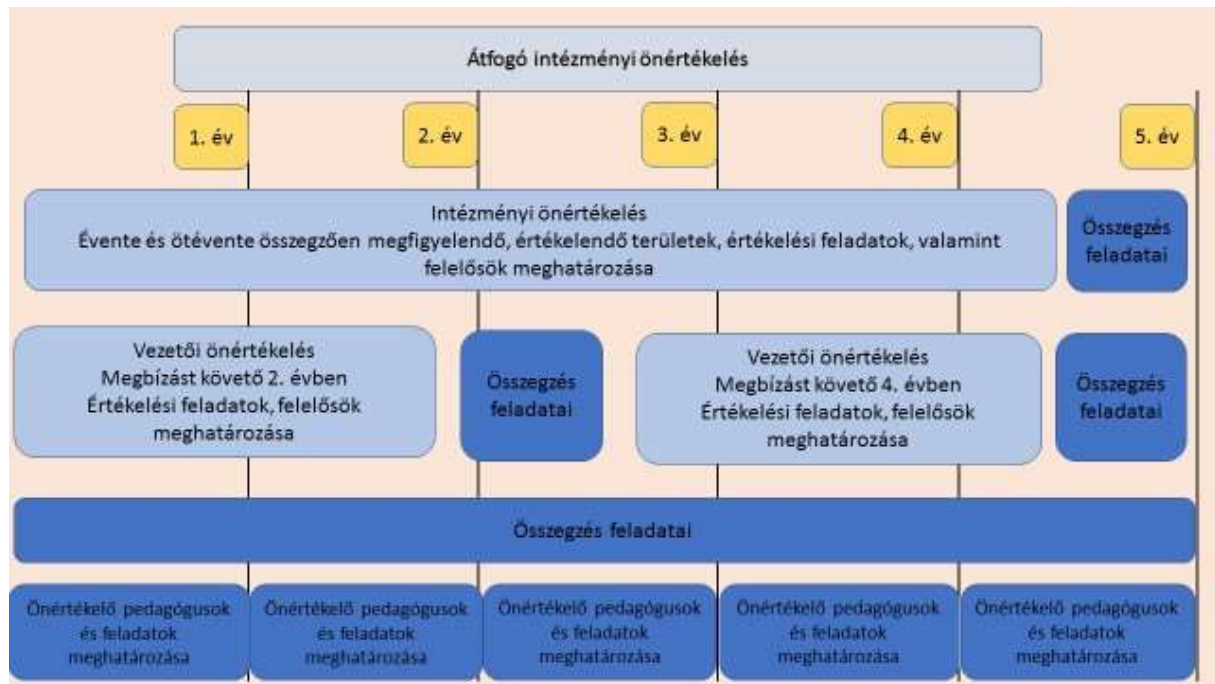 Átfogó intézményi önértékelés
1. év
2. év
3. év
4. év
5. év
Intézményi önértékelés
Évente és ötévente összegzően megfigyelendő, értékelendő területek, értékelési feladatok, valamint
felelősök meghatározása
Összegzés
feladatai
Vezetői önértékelés
Megbízást követő 2. évben
Értékelési feladatok, felelősök
meghatározása
Összegzés
feladatai
Vezetői önértékelés
Megbízást követő 4. évben
Értékelési feladatok, felelősök
meghatározása
Összegzés
feladatai
Összegzés feladatai
Önértékelő pedagógusok
és feladatok
meghatározása
Önértékelő pedagógusok
és feladatok
meghatározása
Önértékelő pedagógusok
és feladatok
meghatározása
Önértékelő pedagógusok
és feladatok
meghatározása
Önértékelő pedagógusok
és feladatok
meghatározása